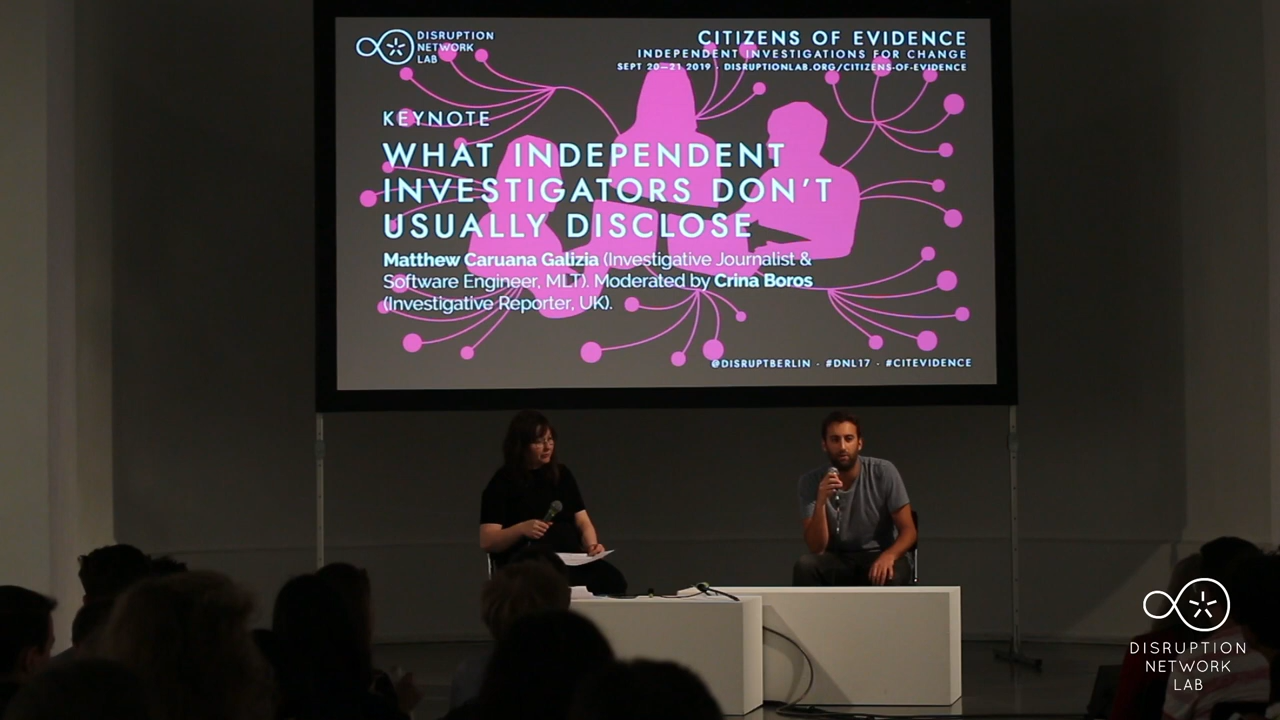 DISRUPTION
NETWORK
LAB
CITIZENS OF EVIDENCE
INDEPENDENT INVESTIGATIONS FOR CHANGE
SEPT 20—21 2019 · DISRUPTIONLAB.ORG/CITIZENS-OF-EVIDENCE
KEYNOTE
WHAT INDEPENDENT
INVESTIGATORS DON'T
USUALLY DISCLOSE
Matthew Caruana Galizia (Investigative Journalist &
Software Engineer, MLT). Moderated by Crina Boros
(Investigative Reporter, UK).
@DISRUPTBERLIN · #DNL17 · #CITEVIDENCE
DISRUPTION
NETWORK
LAB